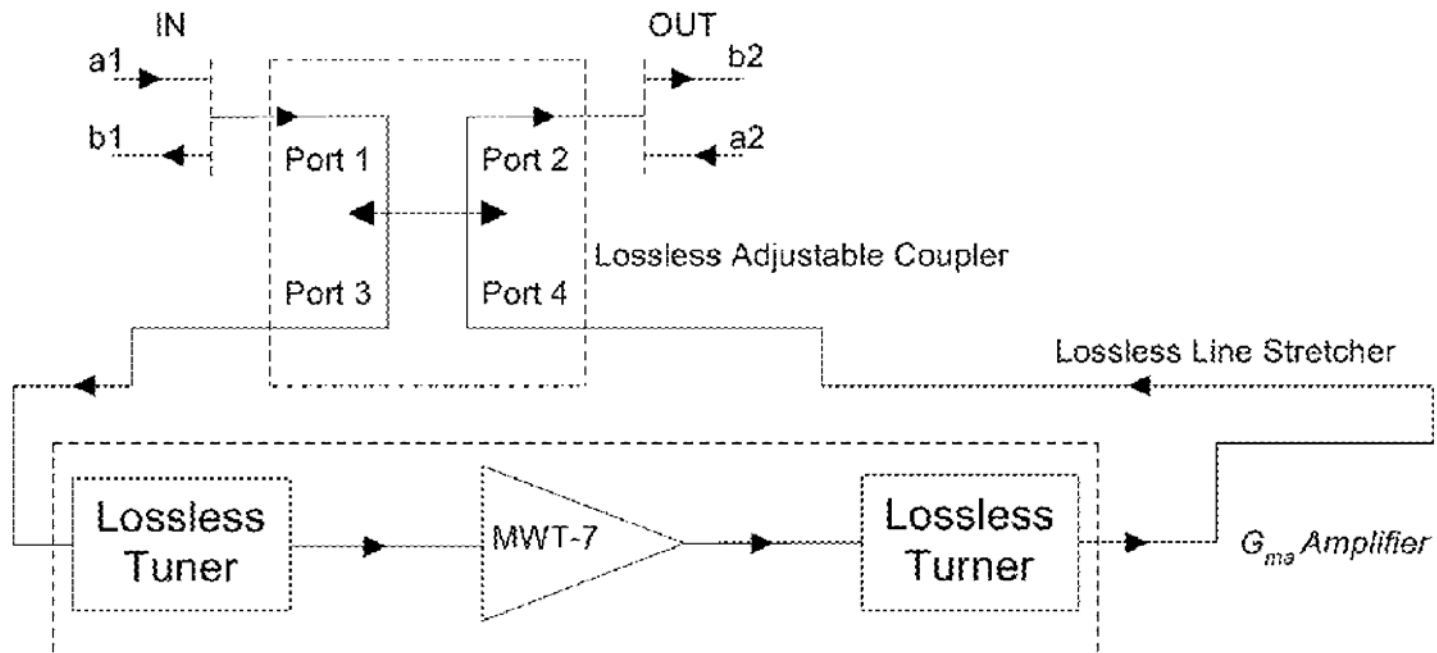 IN
OUT
a1
b2
b1
a2
Port 1
Port 2
Lossless Adjustable Coupler
Port 3
Port 4
Lossless Line Stretcher
Lossless
Tuner
MWT-7
Lossless
Turner
Gma Amplifier